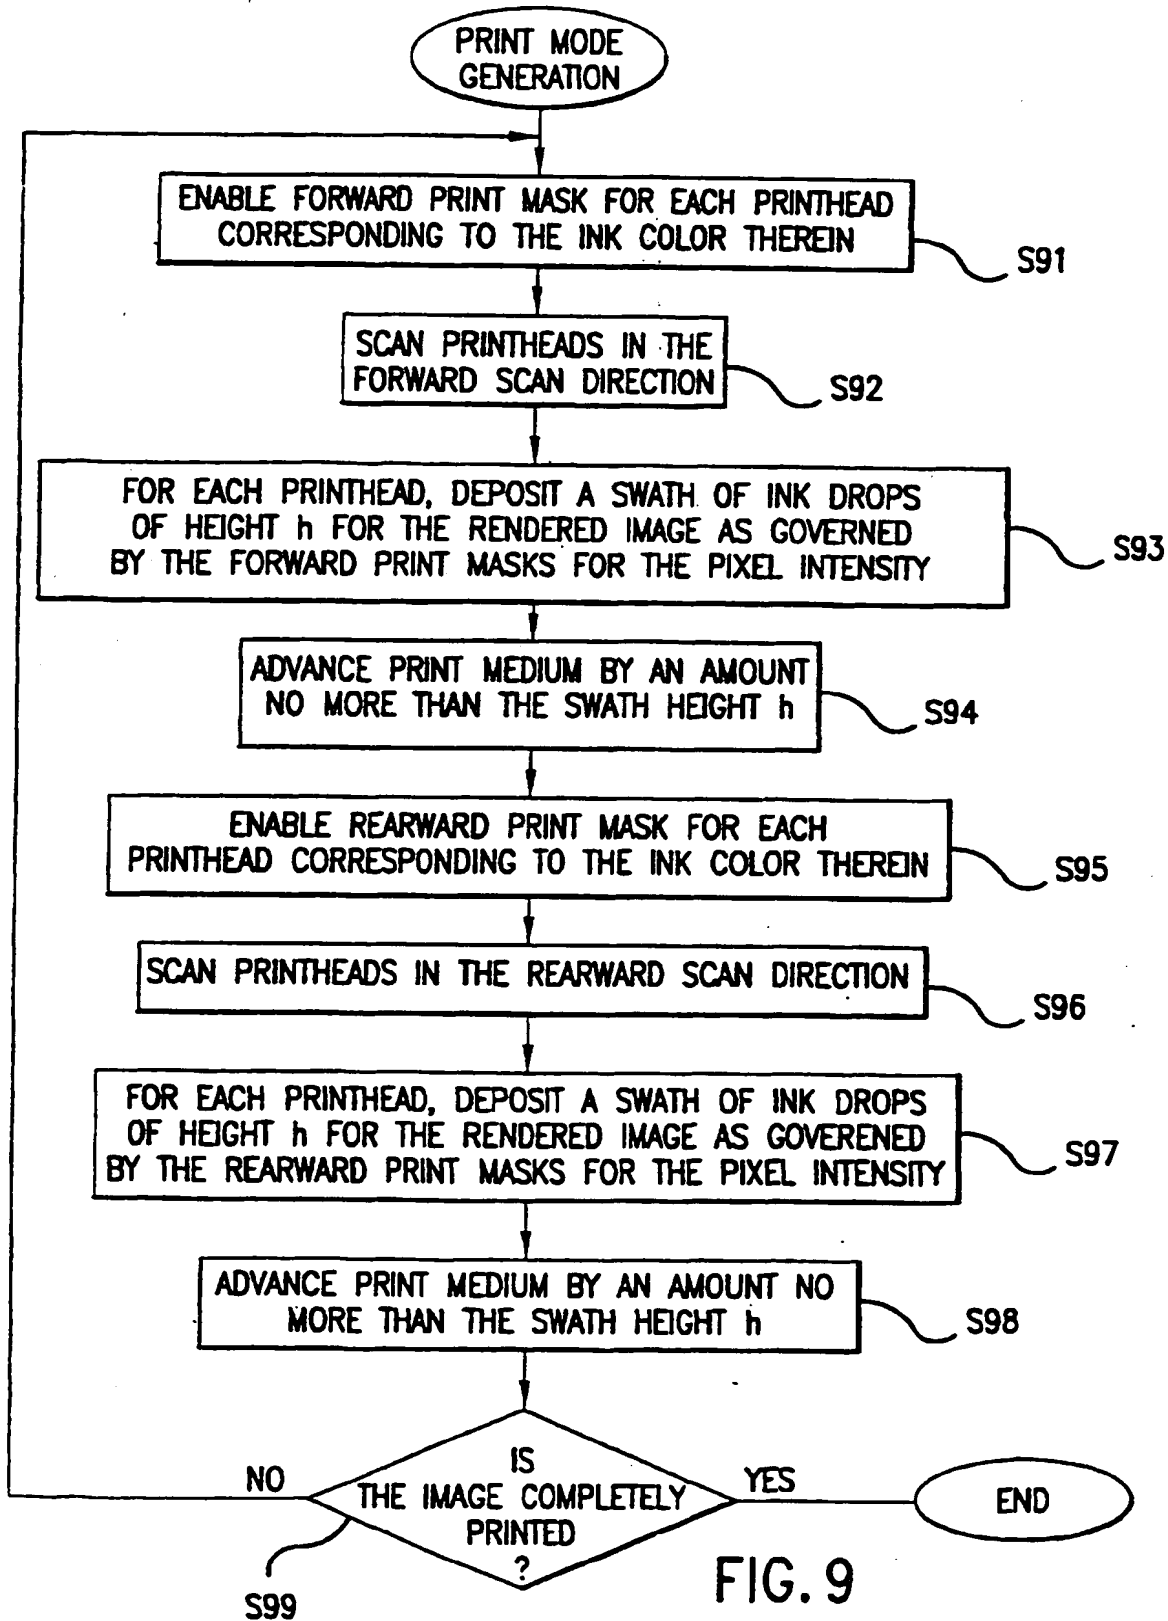 PRINT MODE
GENERATION
ENABLE FORWARD PRINT MASK FOR EACH PRINTHEAD
CORRESPONDING TO THE INK COLOR THEREIN
S91
SCAN PRINTHEADS IN THE
FORWARD SCAN DIRECTION
S92
FOR EACH PRINTHEAD, DEPOSIT A SWATH OF INK DROPS
OF HEIGHT h FOR THE RENDERED IMAGE AS GOVERNED
BY THE FORWARD PRINT MASKS FOR THE PIXEL INTENSITY
S93
ADVANCE PRINT MEDIUM BY AN AMOUNT
NO MORE THAN THE SWATH HEIGHT h
S94
ENABLE REARWARD PRINT MASK FOR EACH
PRINTHEAD CORRESPONDING TO THE INK COLOR THEREIN
S95
SCAN PRINTHEADS IN THE REARWARD SCAN DIRECTION
S96
FOR EACH PRINTHEAD, DEPOSIT A SWATH OF INK DROPS
OF HEIGHT h FOR THE RENDERED IMAGE AS GOVERENED
BY THE REARWARD PRINT MASKS FOR THE PIXEL INTENSITY
S97
ADVANCE PRINT MEDIUM BY AN AMOUNT NO
MORE THAN THE SWATH HEIGHT h
S98
NO
IS
THE IMAGE COMPLETELY
PRINTED
?
YES
END
S99
FIG. 9